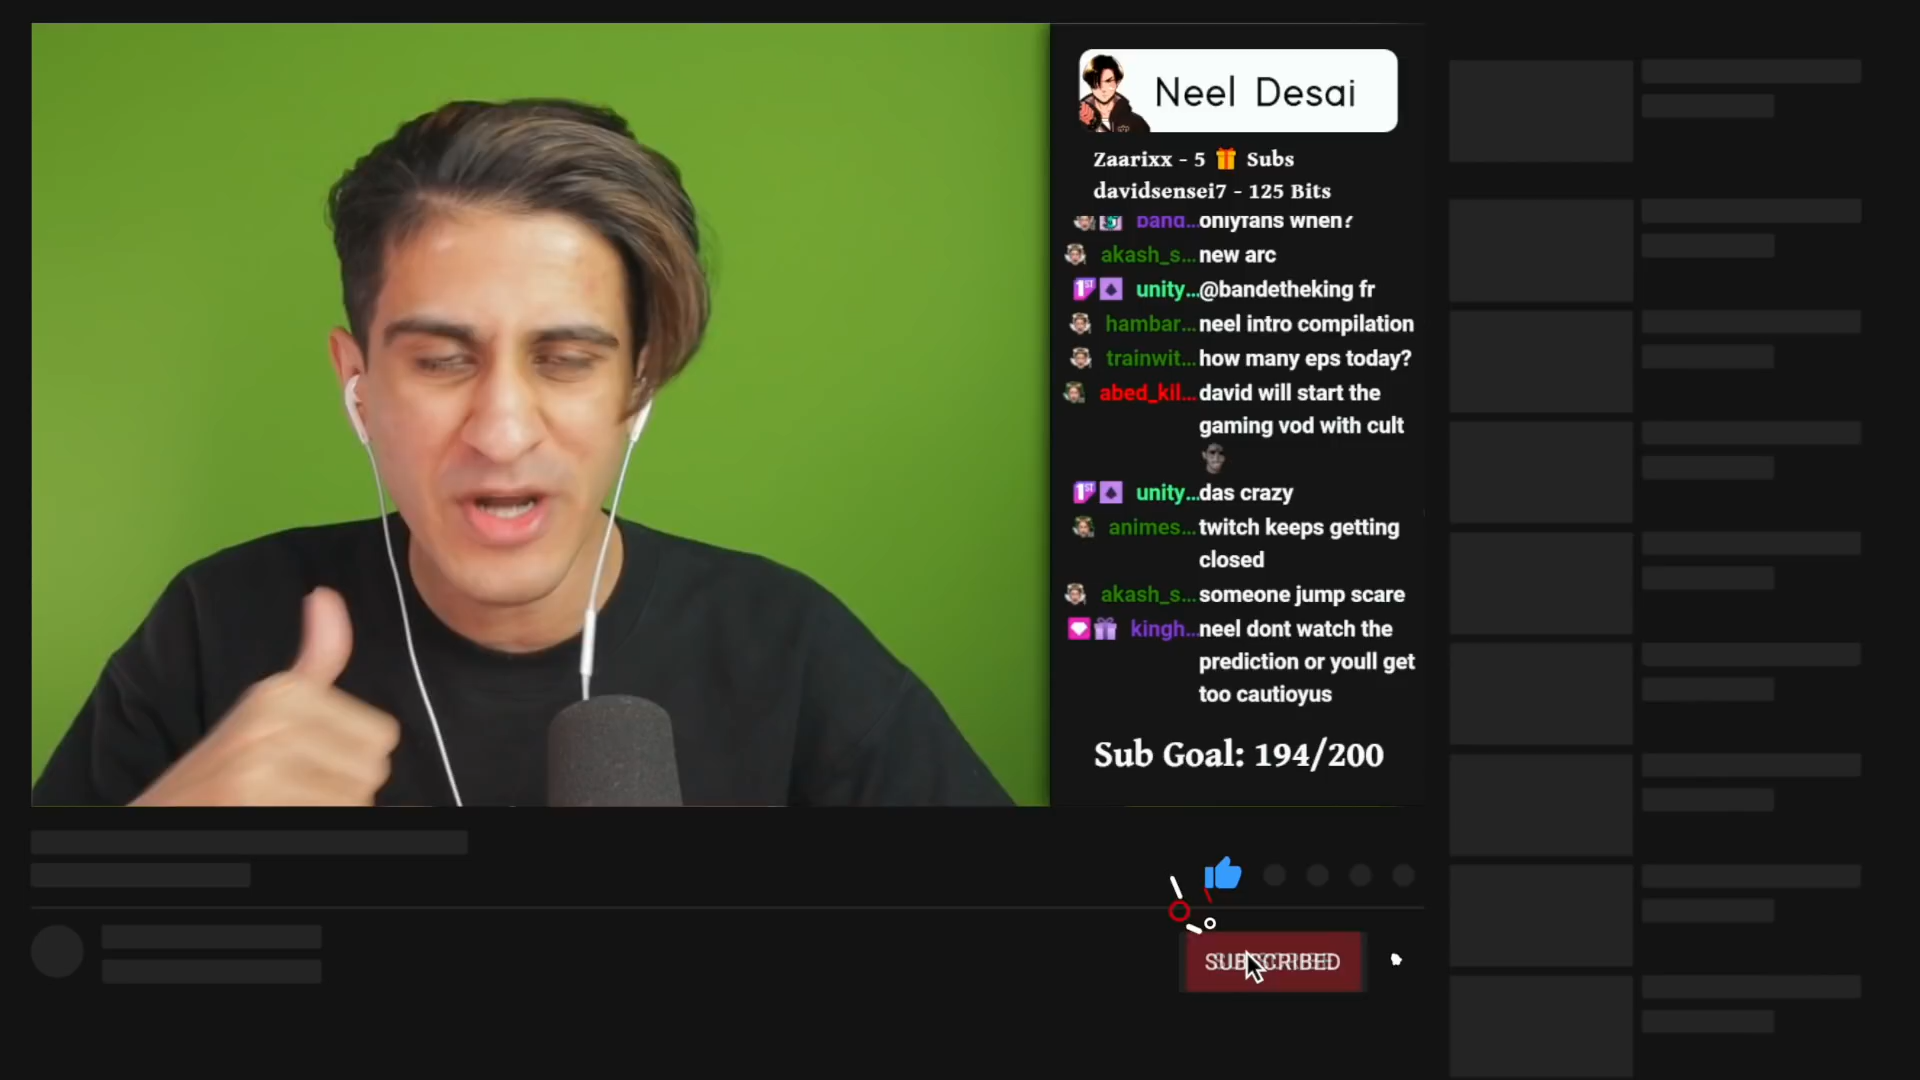 Neel Desai
Zaarixx - 5 🎁 Subs
davidsensei7 - 125 Bits
band... onlyfans when?
akash_s... new arc
unity... @bandetheking fr
hambar... neel intro compilation
trainwit... how many eps today?
abed_kil... david will start the
gaming vod with cult
unity... das crazy
animes... twitch keeps getting
closed
akash_s... someone jump scare
kingh... neel dont watch the
prediction or youll get
too cautioyus
Sub Goal: 194/200
SUBSCRIBED